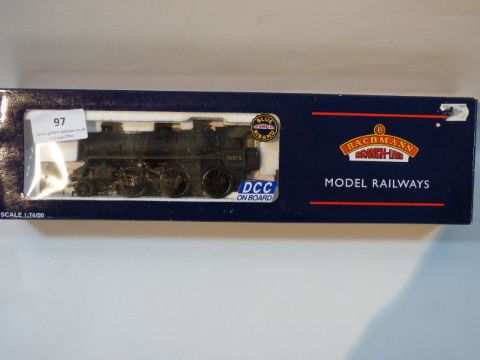 97
BLUE
RIBAND
DCC
ON BOARD
SCALE 1:76/00
B
BACHMANN
BRANCH-LINE
MODEL RAILWAYS